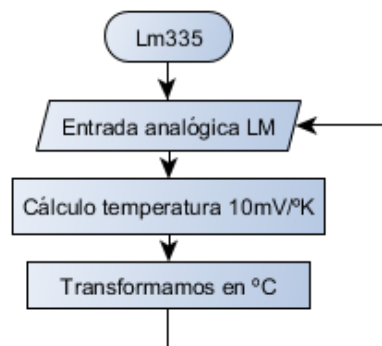 Lm335
Entrada analógica LM
Cálculo temperatura 10mV/ºK
Transformamos en ºC